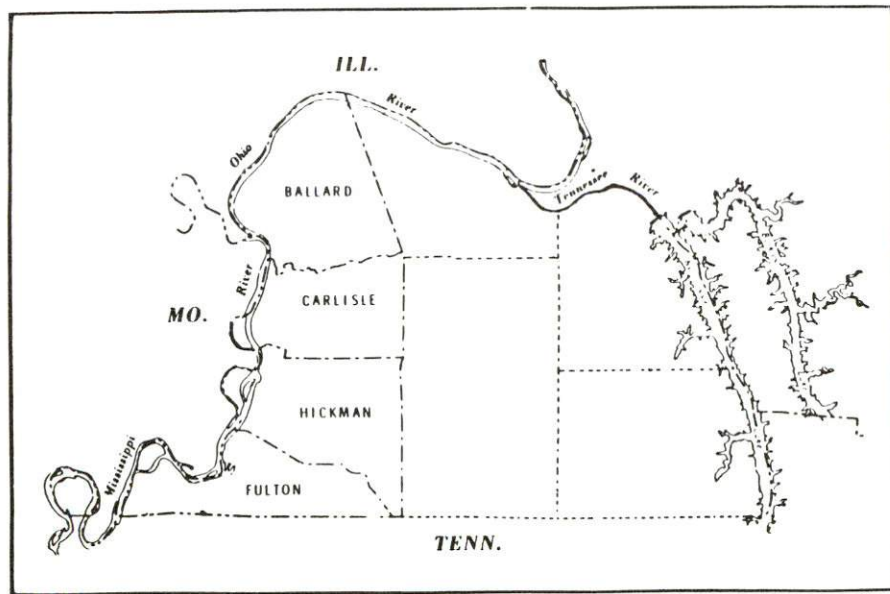 ILL.
River
Ohio
Tennessee River
BALLARD
River
CARLISLE
MO.
HICKMAN
Mississippi
FULTON
TENN.